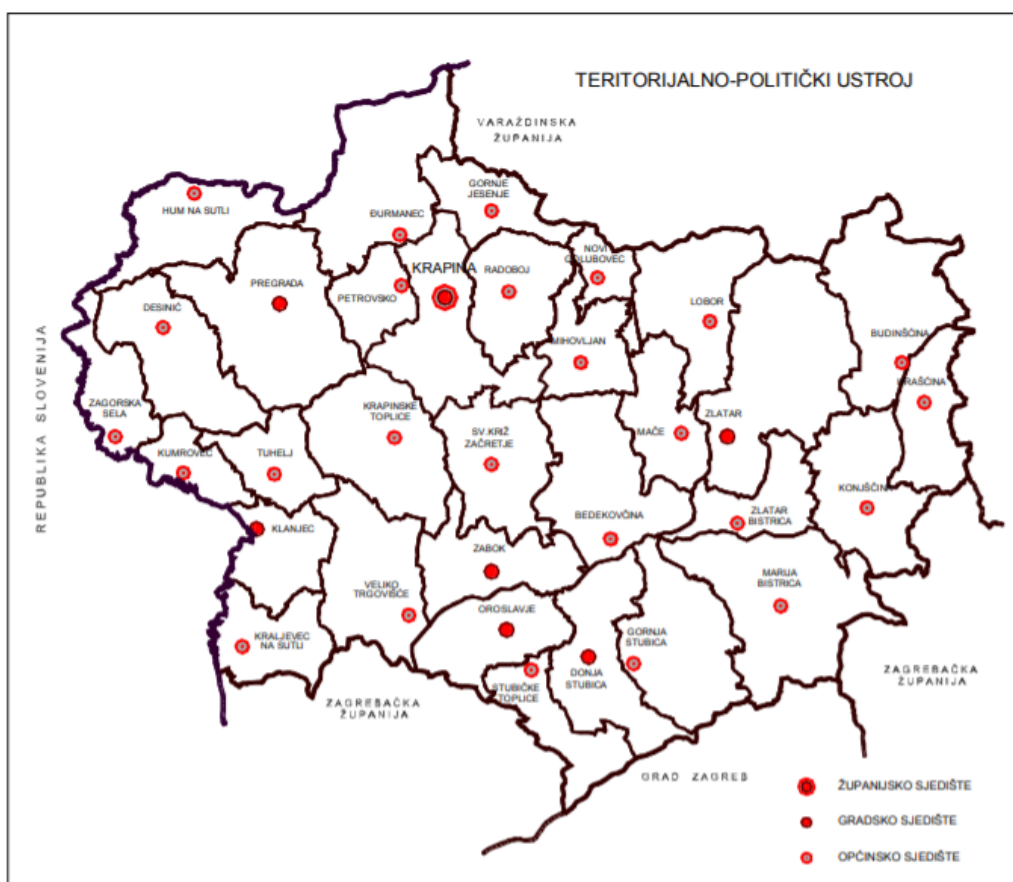 TERITORIJALNO-POLITIČKI USTROJ
VARAŽDINSKA
ŽUPANIJA
GORNJE
JESENJE
HUM NA SUTLI
ĐURMANEC
NOVI
GOLUBOVEC
KRAPINA
RADOBOJ
PREGRADA
PETROVSKO
LOBOR
DESINIĆ
BUDINŠĆINA
MIHOVLJAN
HRAŠĆINA
ZAGORSKA
SELA
KRAPINSKE
TOPLICE
SV.KRIŽ
ZAČRETJE
MAČE
ZLATAR
REPUBLIKA SLOVENIJA
KUMROVEC
TUHELJ
KONJŠĆINA
BEDEKOVČINA
ZLATAR
BISTRICA
KLANJEC
ZABOK
MARIJA
BISTRICA
VELIKO
TRGOVIŠĆE
OROSLAVJE
KRALJEVEC
NA SUTLI
GORNJA
STUBICA
DONJA
STUBICA
STUBIČKE
TOPLICE
ZAGREBAČKA
ŽUPANIJA
ZAGREBAČKA
ŽUPANIJA
GRAD ZAGREB
ŽUPANIJSKO SJEDIŠTE
GRADSKO SJEDIŠTE
OPĆINSKO SJEDIŠTE